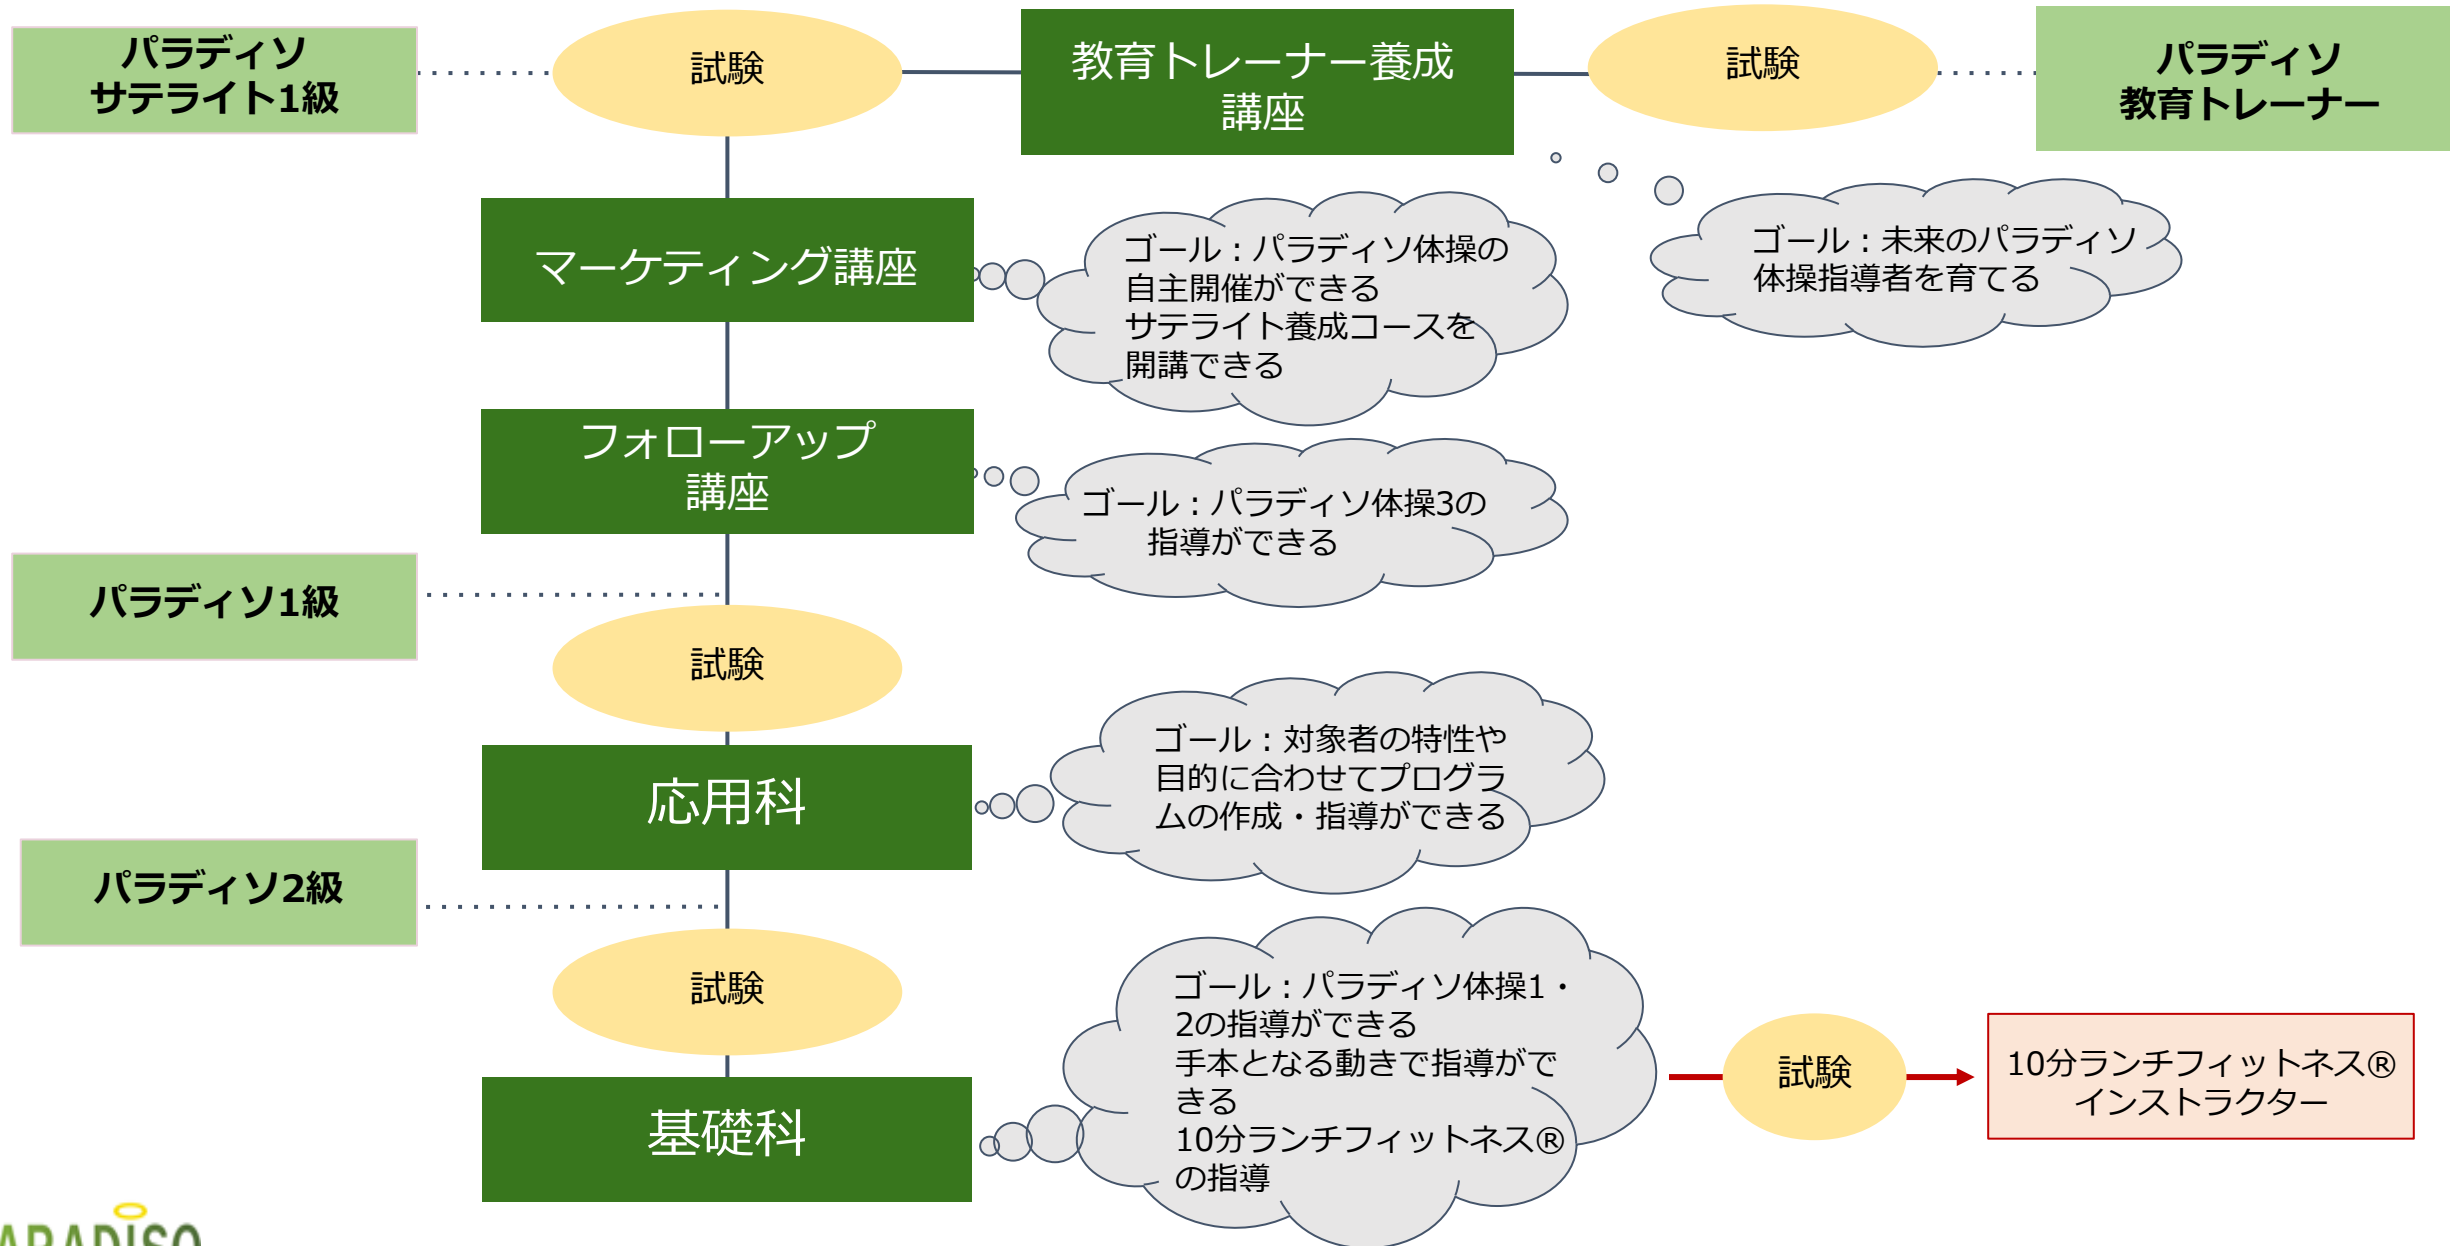 パラディソ
サテライト1級
試験
教育トレーナー養成
講座
試験
パラディソ
教育トレーナー
マーケティング講座
ゴール：パラディソ体操の
自主開催ができる
サテライト養成コースを
開講できる
ゴール：未来のパラディソ
体操指導者を育てる
フォローアップ
講座
ゴール：パラディソ体操3の
指導ができる
パラディソ1級
試験
応用科
ゴール：対象者の特性や
目的に合わせてプログラ
ムの作成・指導ができる
パラディソ2級
試験
基礎科
ゴール：パラディソ体操1・
2の指導ができる
手本となる動きで指導がで
きる
10分ランチフィットネス®
の指導
試験
10分ランチフィットネス®
インストラクター
PARADISO